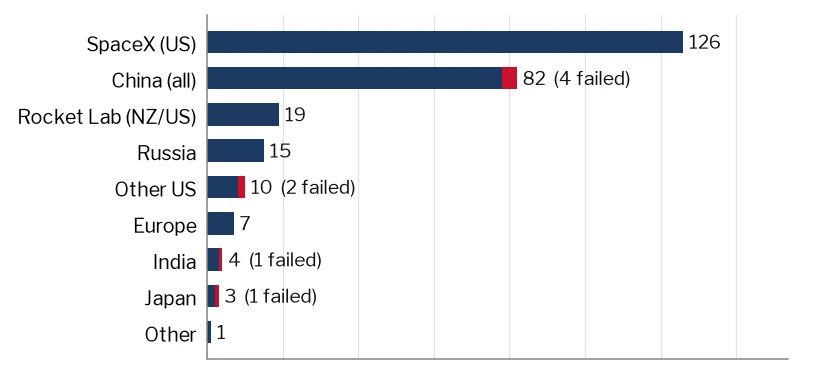 SpaceX (US) 126
China (all) 82 (4 failed)
Rocket Lab (NZ/US) 19
Russia 15
Other US 10 (2 failed)
Europe 7
India 4 (1 failed)
Japan 3 (1 failed)
Other 1